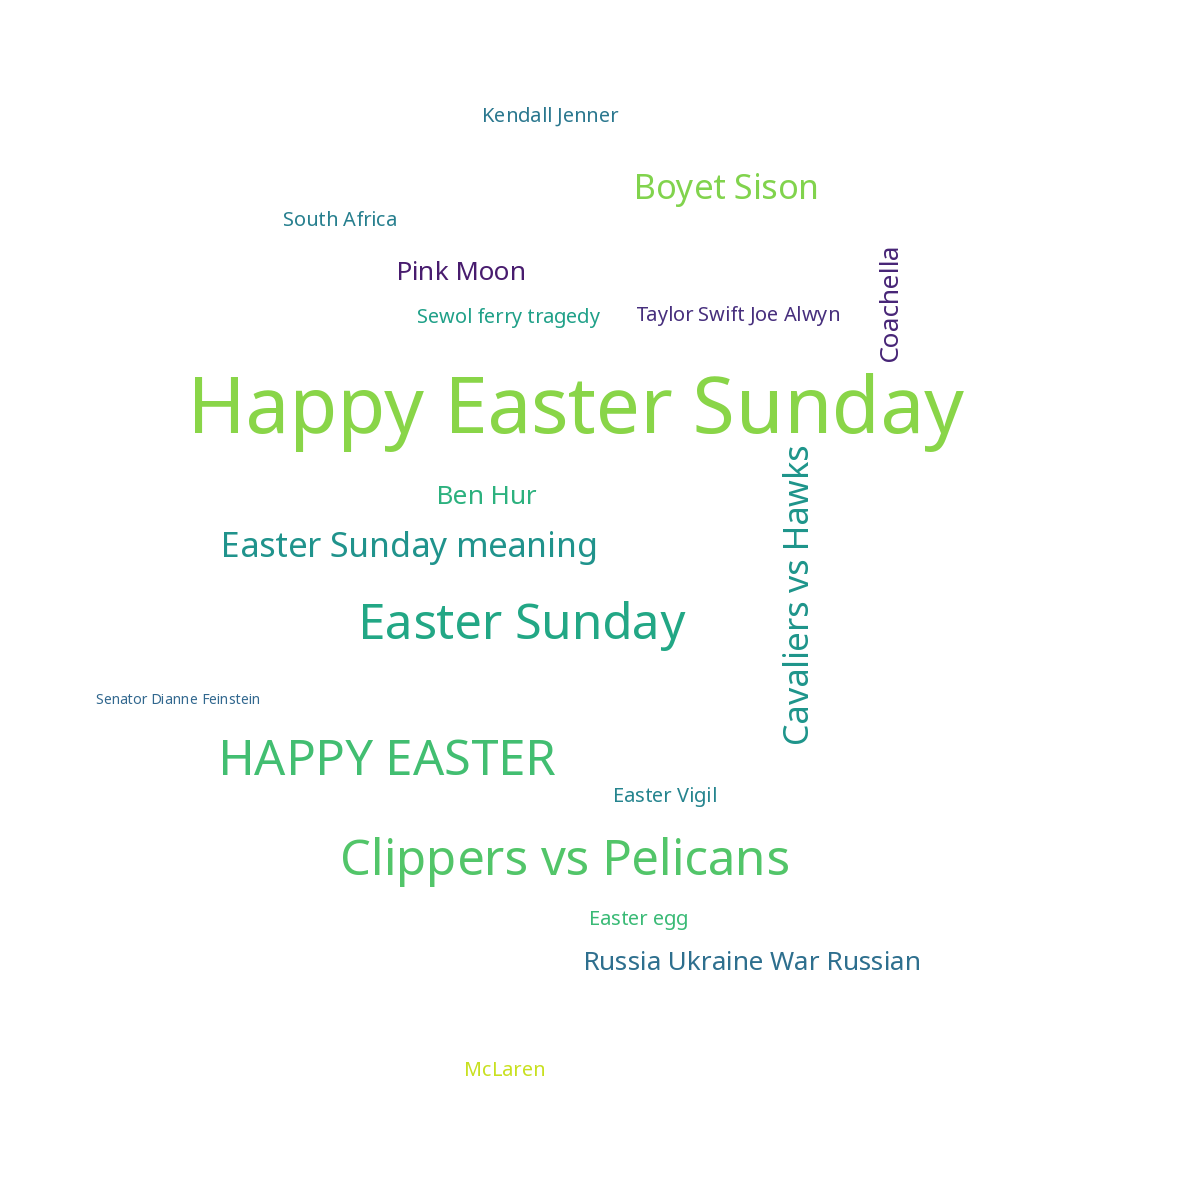 Kendall Jenner
Boyet Sison
South Africa
Pink Moon
Coachella
Sewol ferry tragedy
Taylor Swift Joe Alwyn
Happy Easter Sunday
Cavaliers vs Hawks
Ben Hur
Easter Sunday meaning
Easter Sunday
Senator Dianne Feinstein
HAPPY EASTER
Easter Vigil
Clippers vs Pelicans
Easter egg
Russia Ukraine War Russian
McLaren